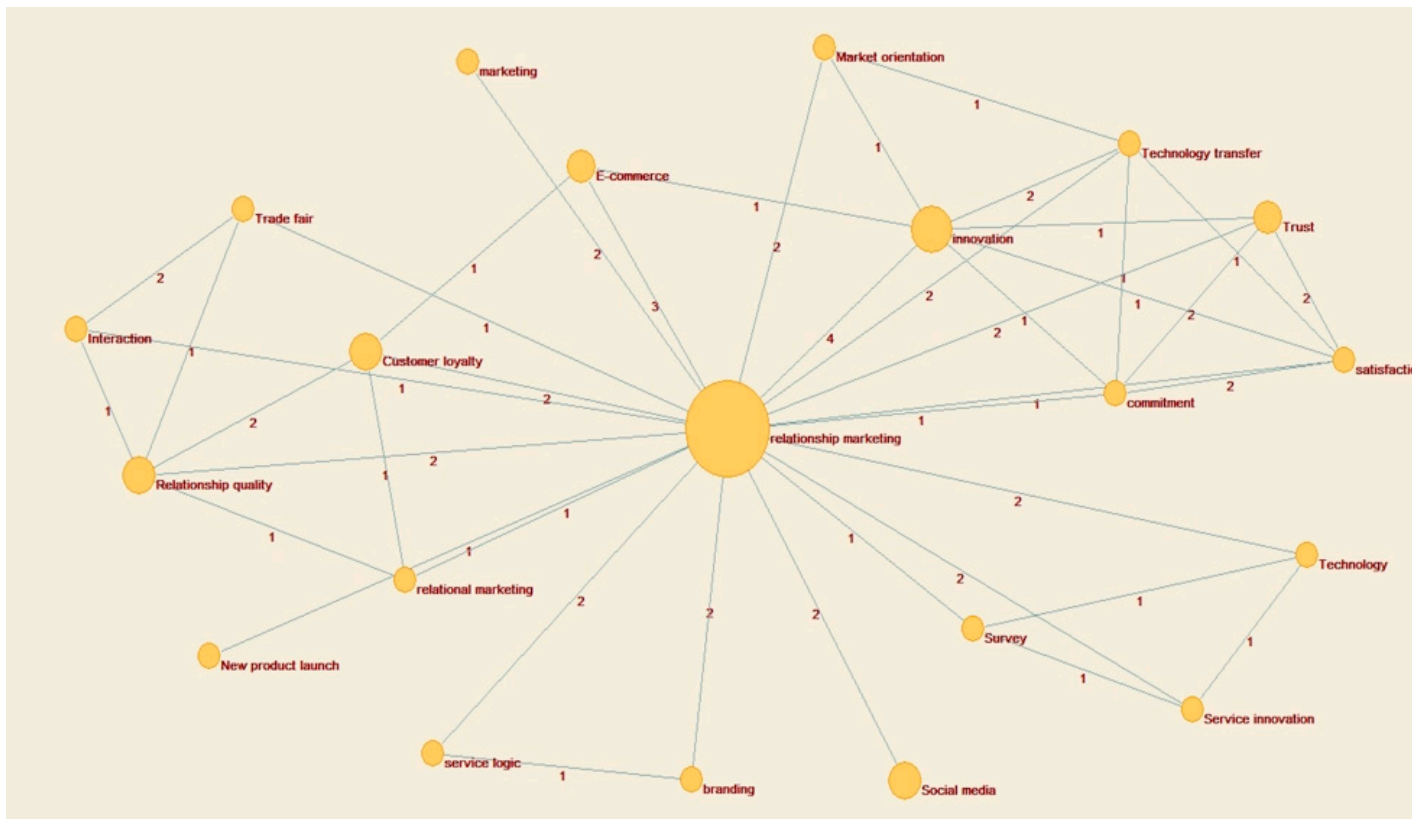 Market orientation
marketing
1
1
Technology transfer
E-commerce
2
1
Trade fair
Trust
innovation
1
2
2
1
1
2
1
2
2
3
1
1
2
1
1
2
4
2
Interaction
1
Customer loyalty
satisfacti
2
1
2
commitment
1
1
1
2
relationship marketing
2
1
Relationship quality
2
1
1
1
1
Technology
2
relational marketing
2
1
2
2
Survey
1
New product launch
1
Service innovation
service logic
1
branding
Social media